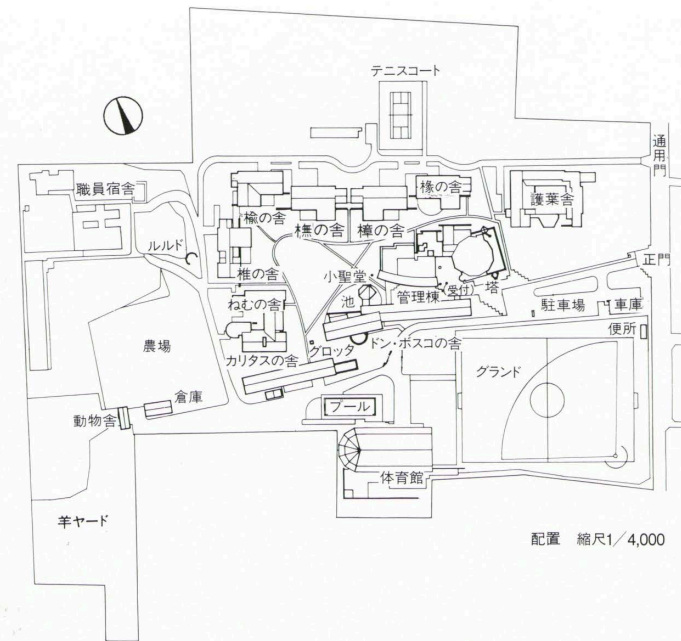 テニスコート
通用門
職員宿舎
楡の舎
橅の舎
樟の舎
椽の舎
護葉舎
ルルド
椎の舎
小聖堂
(受付)
塔
正門
池
管理棟
駐車場
車庫
ねむの舎
便所
農場
カリタスの舎
グロッタ
ドン・ボスコの舎
グランド
倉庫
プール
動物舎
体育館
羊ヤード
配置 縮尺1/4,000